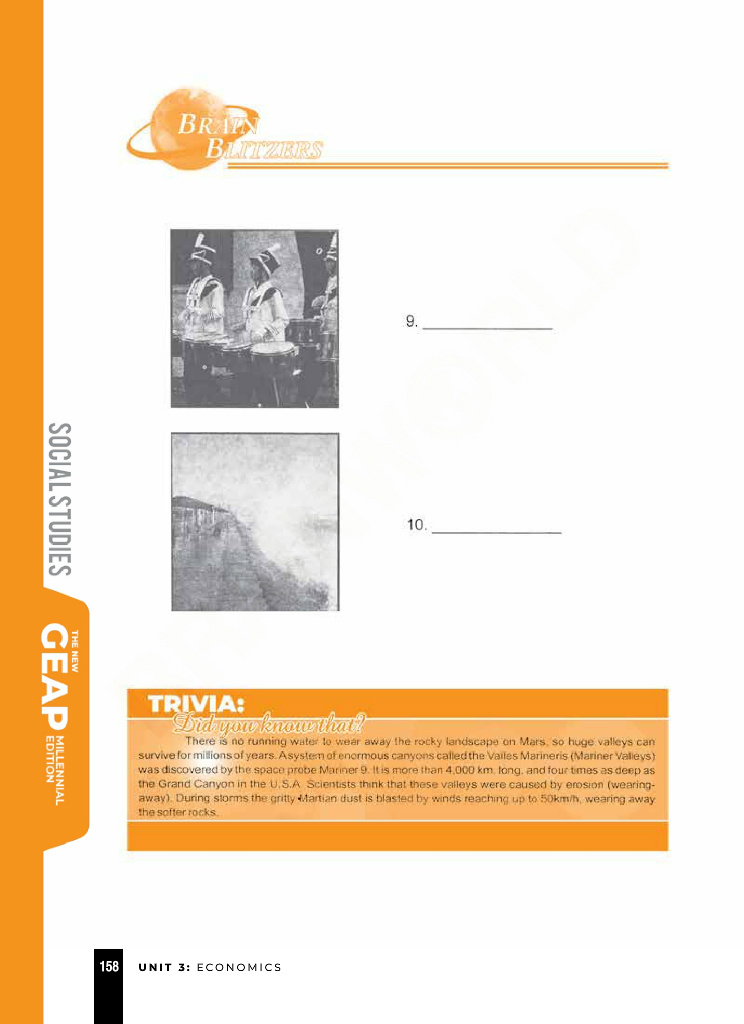 BRAIN
BLITZERS
9. ______________
10. ______________
SOCIAL STUDIES
THE NEW
GEAP
MILLENNIAL
EDITION
TRIVIA:
Did you know that?
There is no running water to wear away the rocky landscape on Mars, so huge valleys can
survive for millions of years. A system of enormous canyons called the Valles Marineris (Mariner Valleys)
was discovered by the space probe Mariner 9. It is more than 4,000 km. long, and four times as deep as
the Grand Canyon in the U.S.A. Scientists think that these valleys were caused by erosion (wearing-
away). During storms the gritty Martian dust is blasted by winds reaching up to 50km/h, wearing away
the softer rocks.
158 UNIT 3: ECONOMICS